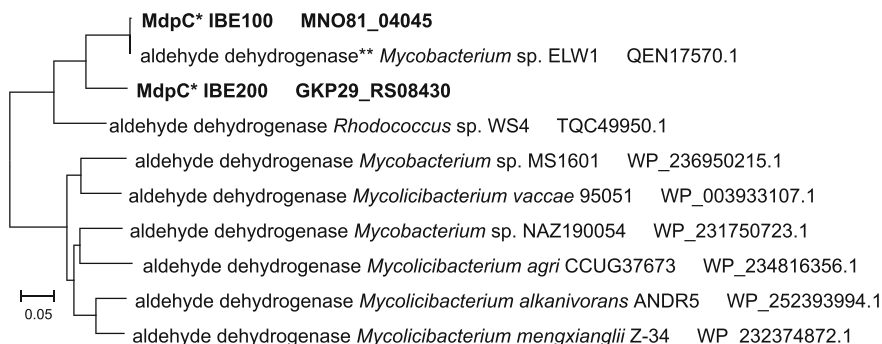 MdpC* IBE100 MNO81_04045
aldehyde dehydrogenase** Mycobacterium sp. ELW1 QEN17570.1
MdpC* IBE200 GKP29_RS08430
aldehyde dehydrogenase Rhodococcus sp. WS4 TQC49950.1
aldehyde dehydrogenase Mycobacterium sp. MS1601 WP_236950215.1
aldehyde dehydrogenase Mycolicibacterium vaccae 95051 WP_003933107.1
aldehyde dehydrogenase Mycobacterium sp. NAZ190054 WP_231750723.1
aldehyde dehydrogenase Mycolicibacterium agri CCUG37673 WP_234816356.1
aldehyde dehydrogenase Mycolicibacterium alkanivorans ANDR5 WP_252393994.1
0.05
aldehyde dehydrogenase Mycolicibacterium mengxianglii Z-34 WP_232374872.1